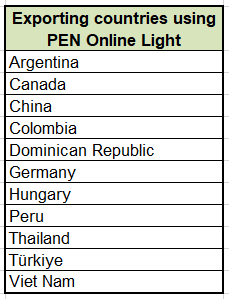 Exporting countries using
PEN Online Light
Argentina
Canada
China
Colombia
Dominican Republic
Germany
Hungary
Peru
Thailand
Türkiye
Viet Nam